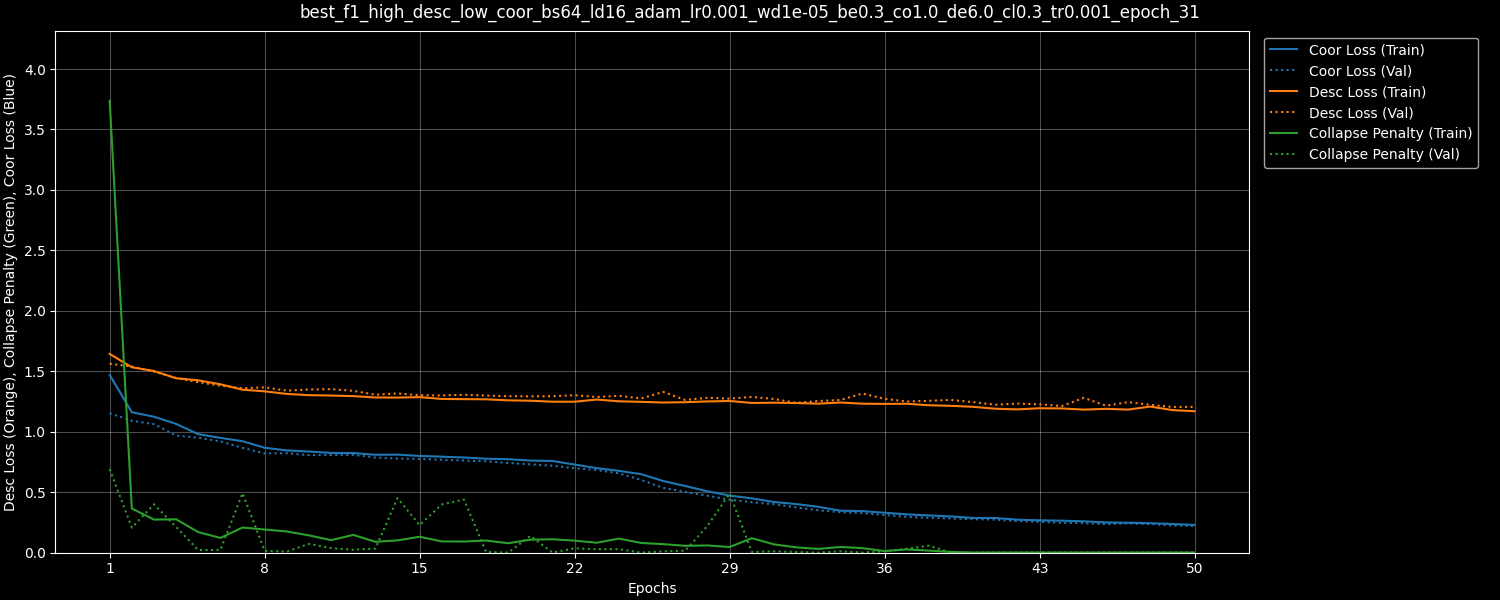 best_f1_high_desc_low_coor_bs64_ld16_adam_lr0.001_wd1e-05_be0.3_co1.0_de6.0_cl0.3_tr0.001_epoch_31
Desc Loss (Orange), Collapse Penalty (Green), Coor Loss (Blue)
4.0
3.5
3.0
2.5
2.0
1.5
1.0
0.5
0.0
1 8 15 22 29 36 43 50
Epochs
Coor Loss (Train)
Coor Loss (Val)
Desc Loss (Train)
Desc Loss (Val)
Collapse Penalty (Train)
Collapse Penalty (Val)